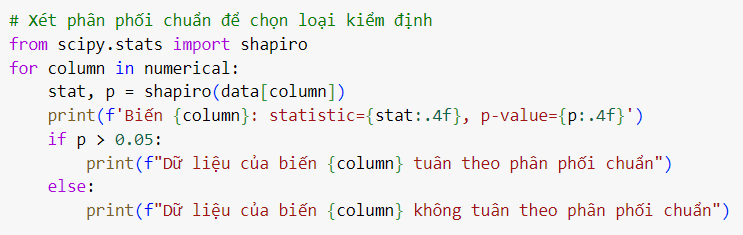 # Xét phân phối chuẩn để chọn loại kiểm định
from scipy.stats import shapiro
for column in numerical:
    stat, p = shapiro(data[column])
    print(f'Biến {column}: statistic={stat:.4f}, p-value={p:.4f}')
    if p > 0.05:
        print(f"Dữ liệu của biến {column} tuân theo phân phối chuẩn")
    else:
        print(f"Dữ liệu của biến {column} không tuân theo phân phối chuẩn")